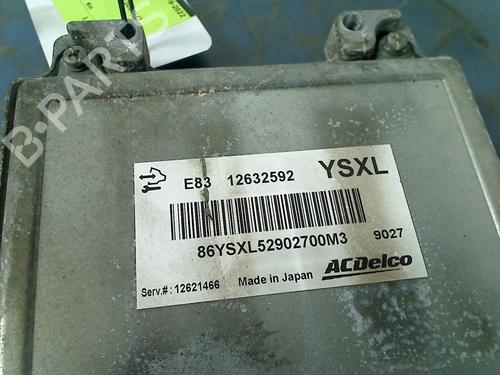 B-PARTS
E83 12632592 YSXL
86YSXL52902700M3 9027
Serv.#: 12621466 Made in Japan ACDelco